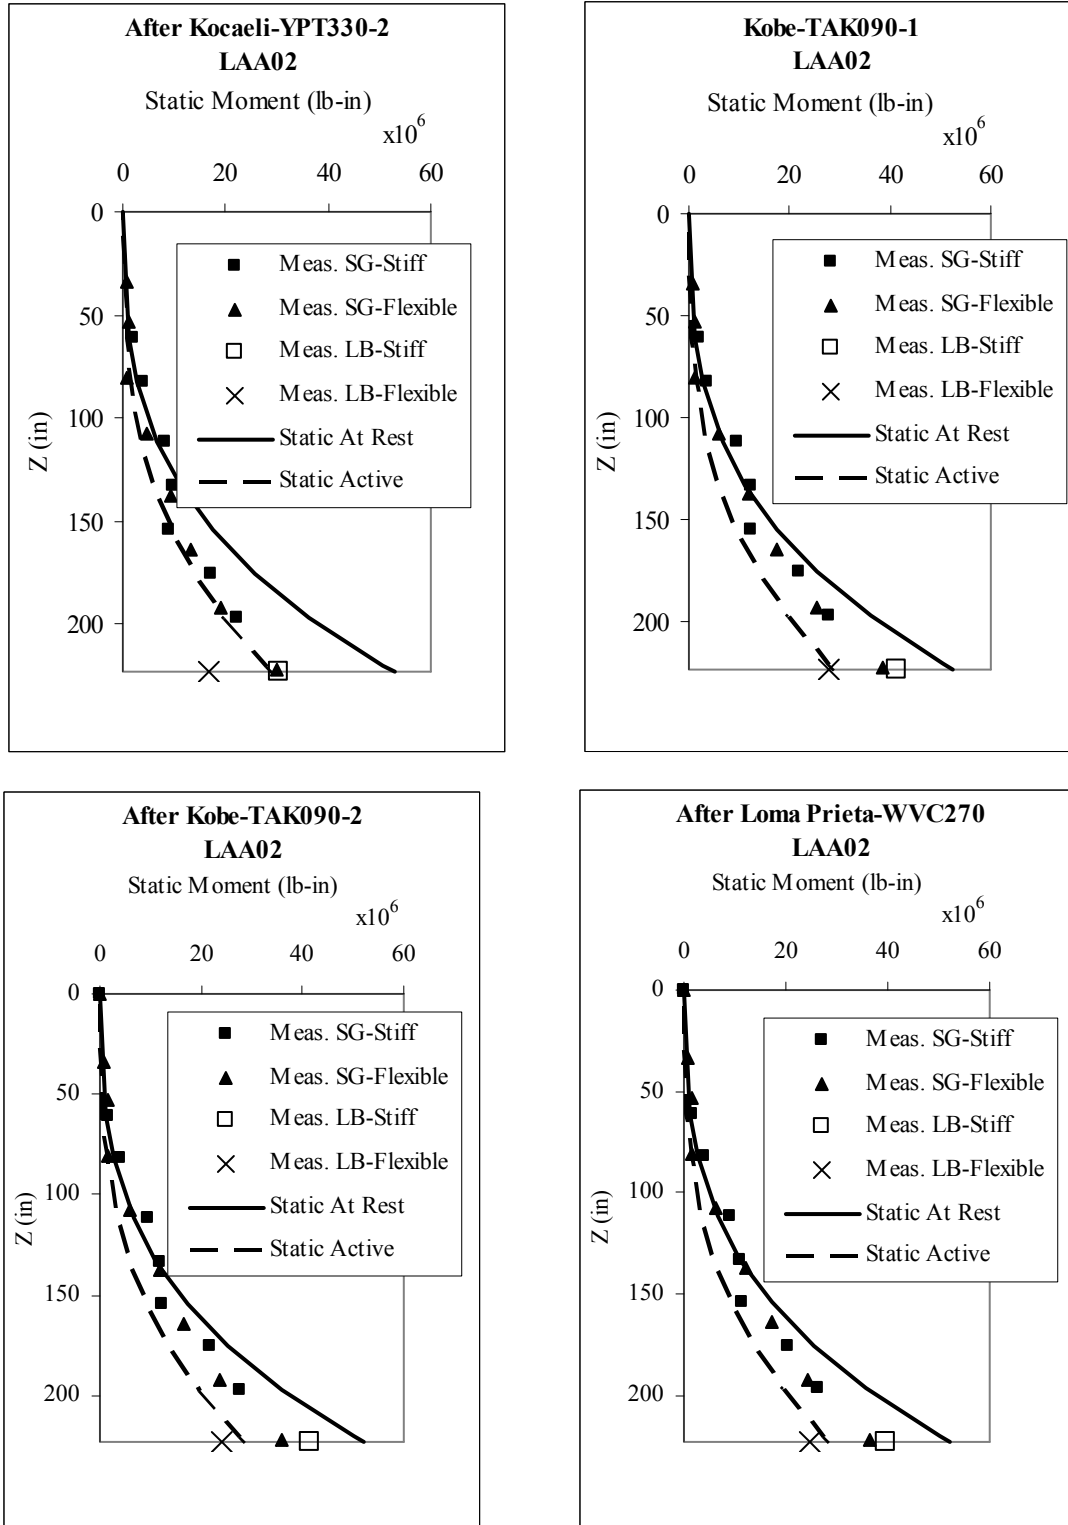 After Kocaeli-YPT330-2
LAA02
Static Moment (lb-in)
x10^6
0 20 40 60
0
50
100
150
200
Z (in)
Meas. SG-Stiff
Meas. SG-Flexible
Meas. LB-Stiff
Meas. LB-Flexible
Static At Rest
Static Active
Kobe-TAK090-1
LAA02
Static Moment (lb-in)
x10^6
0 20 40 60
0
50
100
150
200
Z (in)
Meas. SG-Stiff
Meas. SG-Flexible
Meas. LB-Stiff
Meas. LB-Flexible
Static At Rest
Static Active
After Kobe-TAK090-2
LAA02
Static Moment (lb-in)
x10^6
0 20 40 60
0
50
100
150
200
Z (in)
Meas. SG-Stiff
Meas. SG-Flexible
Meas. LB-Stiff
Meas. LB-Flexible
Static At Rest
Static Active
After Loma Prieta-WVC270
LAA02
Static Moment (lb-in)
x10^6
0 20 40 60
0
50
100
150
200
Z (in)
Meas. SG-Stiff
Meas. SG-Flexible
Meas. LB-Stiff
Meas. LB-Flexible
Static At Rest
Static Active